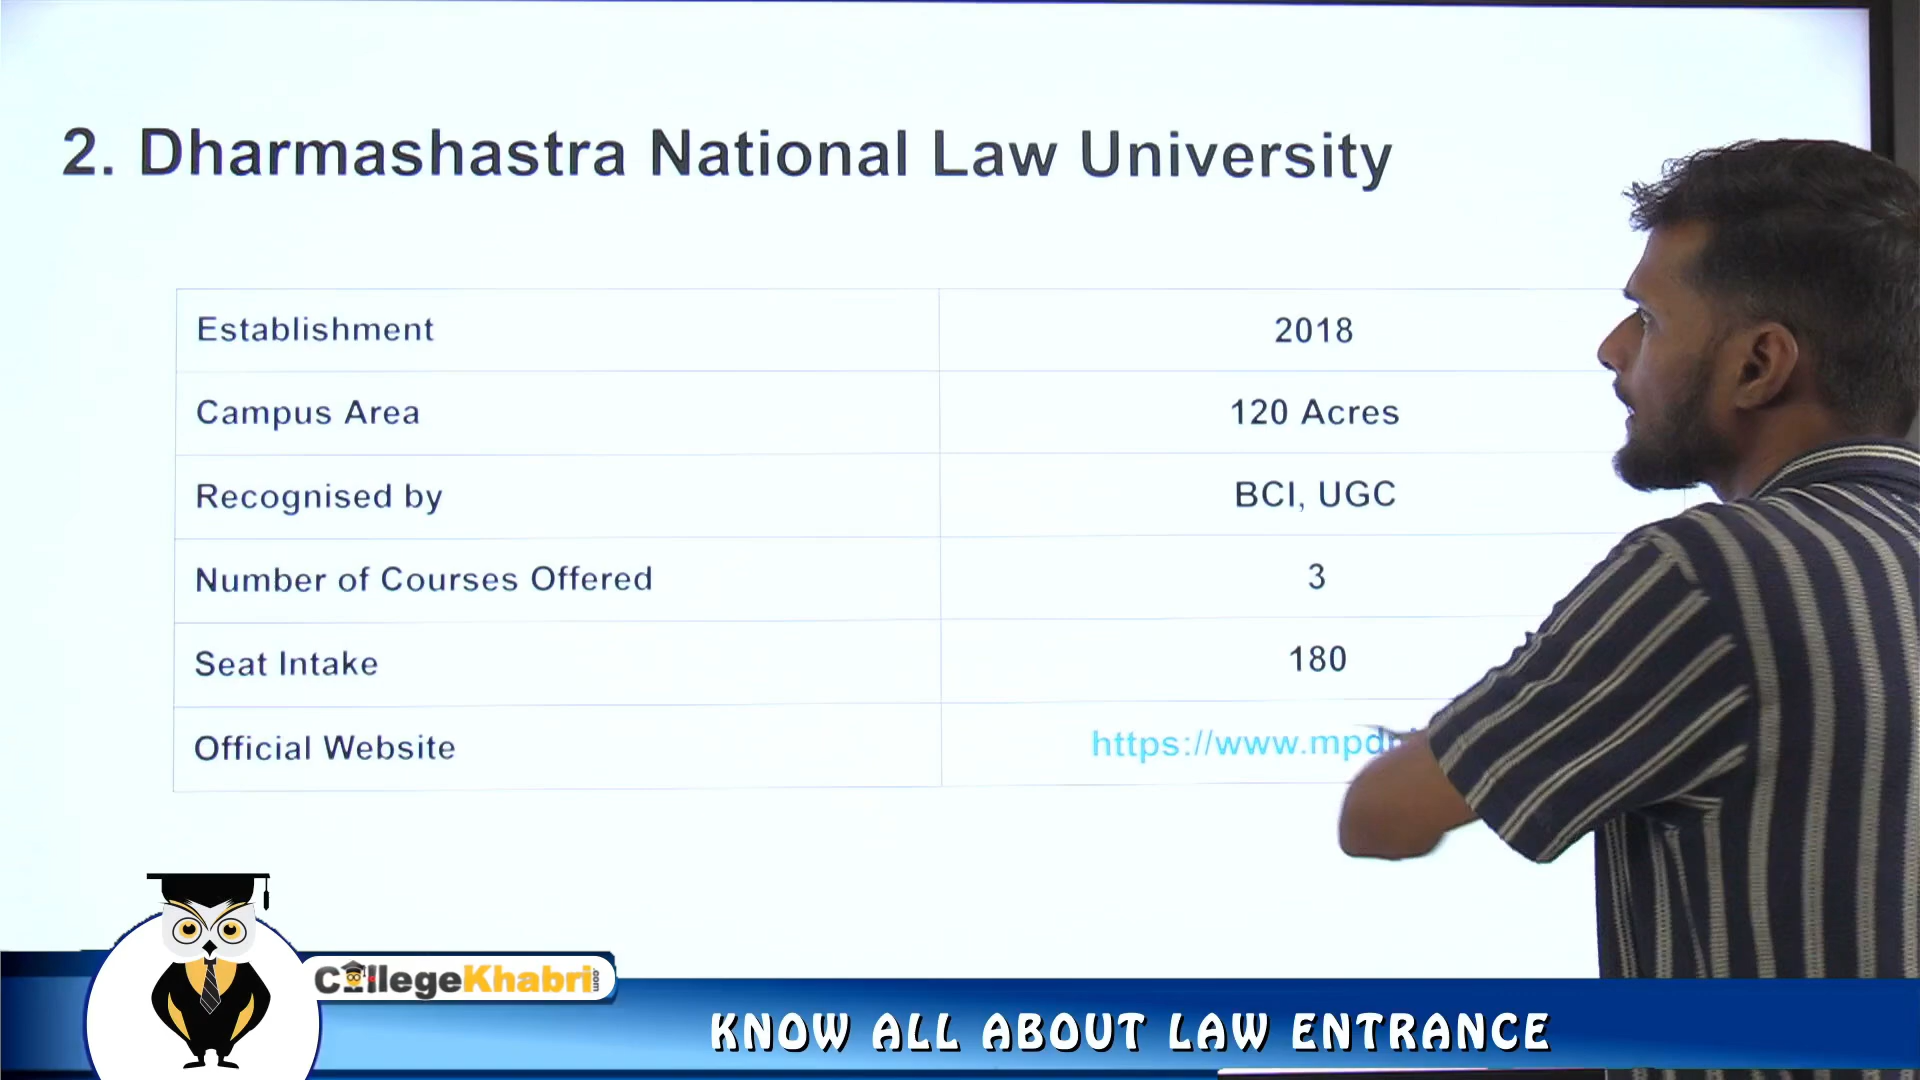 2. Dharmashastra National Law University
Establishment 2018
Campus Area 120 Acres
Recognised by BCI, UGC
Number of Courses Offered 3
Seat Intake 180
Official Website https://www.mpd
CollegeKhabri.com
KNOW ALL ABOUT LAW ENTRANCE